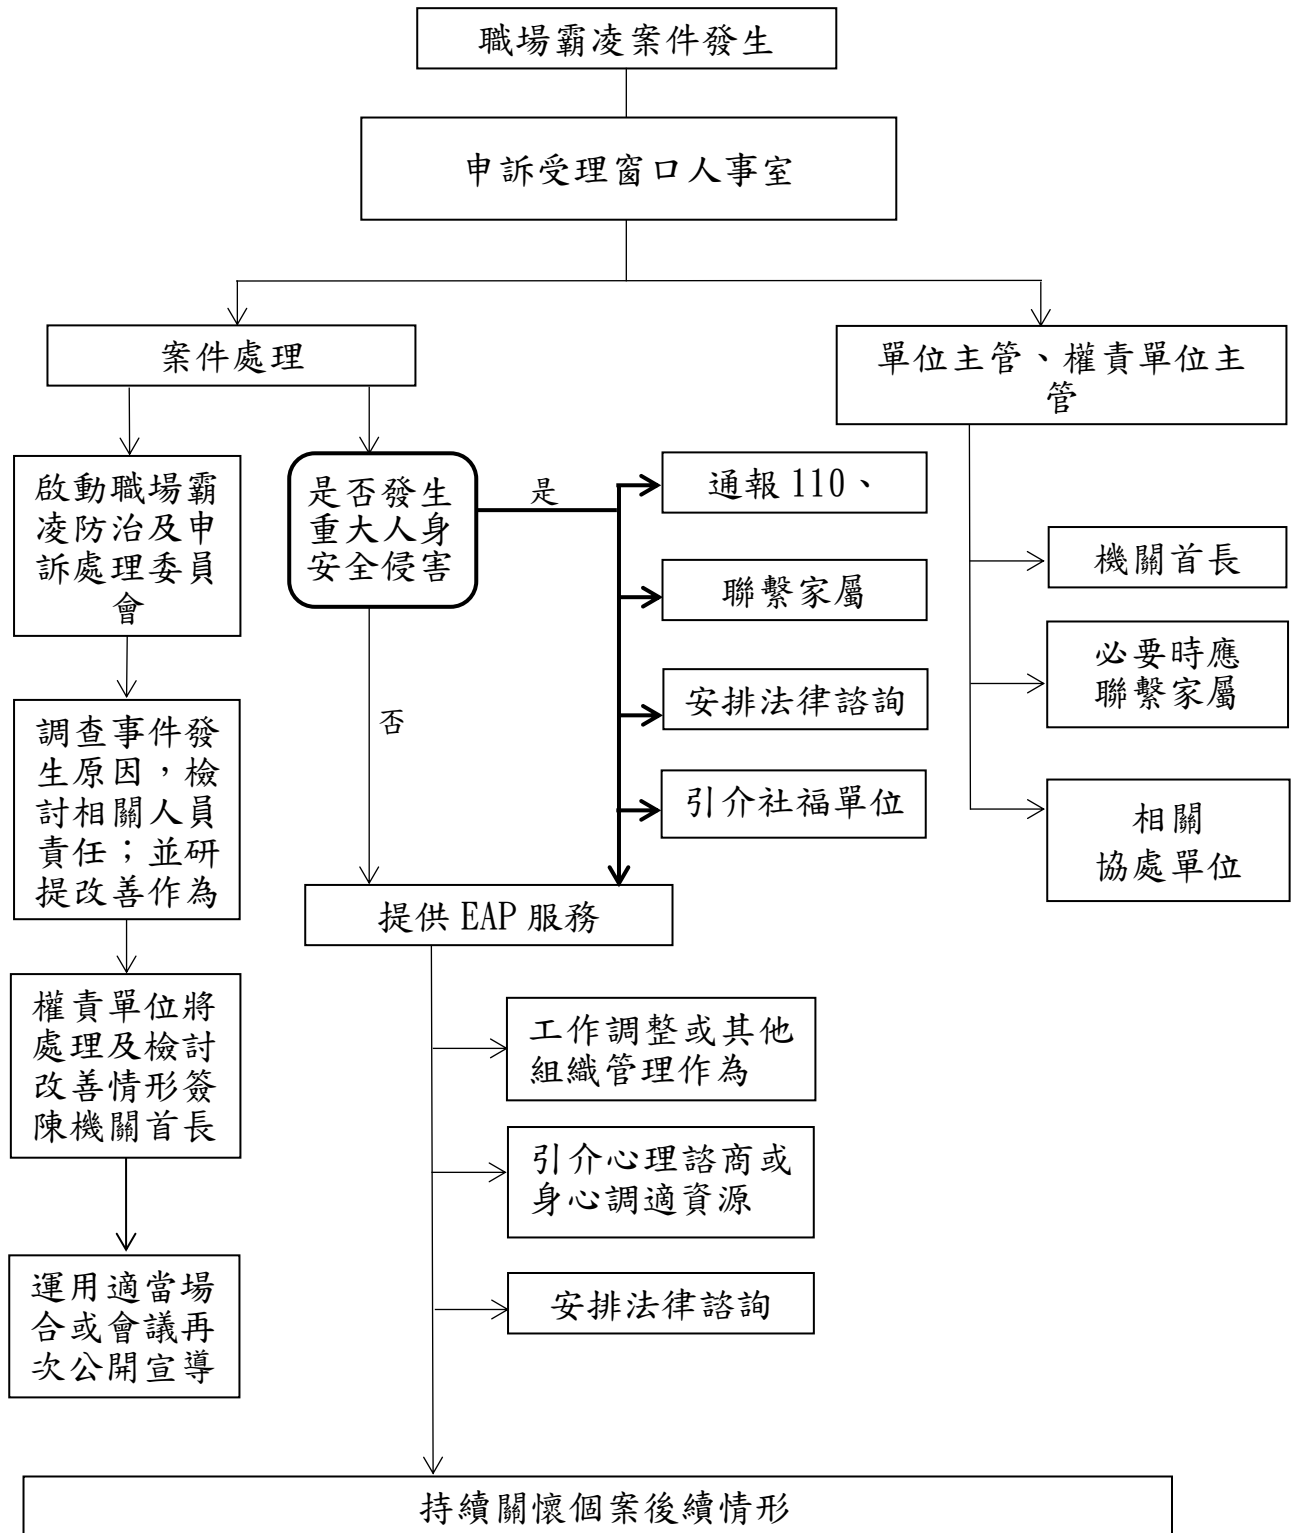 職場霸凌案件發生
申訴受理窗口人事室
案件處理
單位主管、權責單位主
管
啟動職場霸
凌防治及申
訴處理委員
會
是否發生
重大人身
安全侵害
是
通報 110、
聯繫家屬
安排法律諮詢
引介社福單位
機關首長
必要時應
聯繫家屬
相關
協處單位
否
調查事件發
生原因，檢
討相關人員
責任；並研
提改善作為
提供 EAP 服務
權責單位將
處理及檢討
改善情形簽
陳機關首長
工作調整或其他
組織管理作為
引介心理諮商或
身心調適資源
安排法律諮詢
運用適當場
合或會議再
次公開宣導
持續關懷個案後續情形